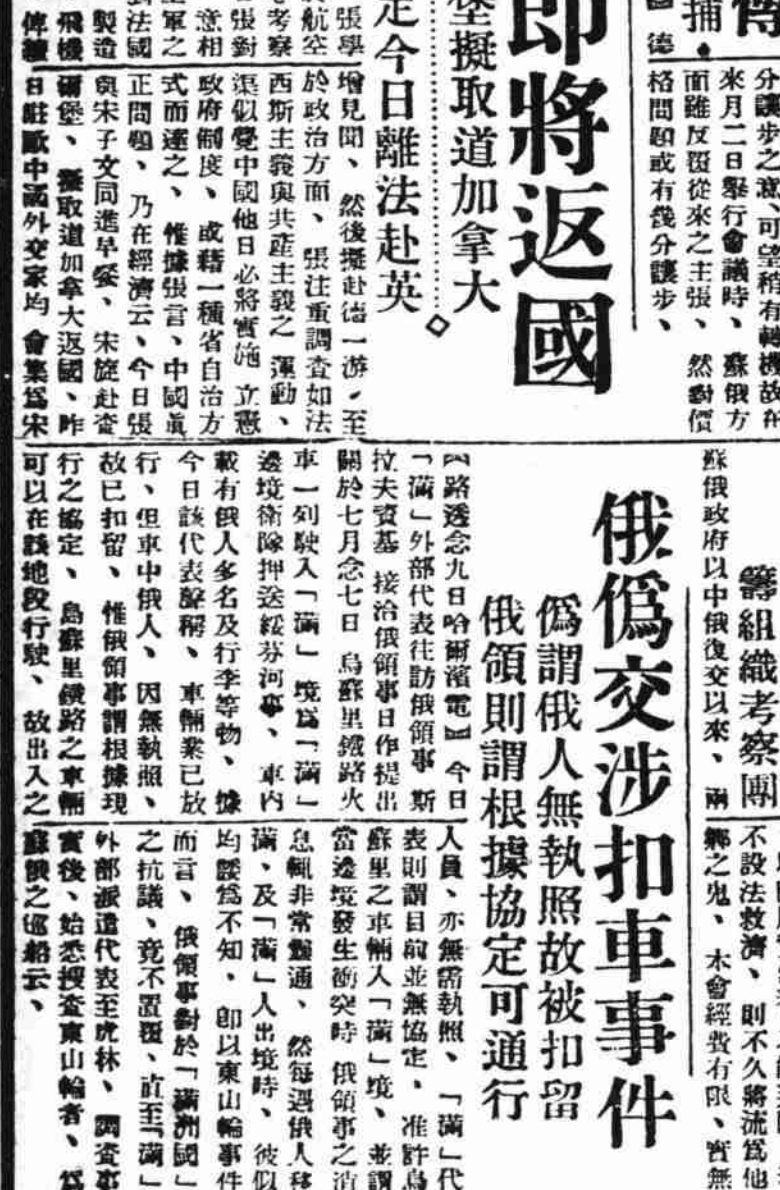 分讓步之意、可望稍有轉機故在
來月二日舉行會議時、蘇俄方
面雖反覆從來之主張、然對價
格問題或有幾分讓步、
即將返國
擬取道加拿大
定今日離法赴英
增見聞、然後擬赴德一游、至
於政治方面、張注重調查如法
西斯主義與共產主義之運動、
渠似覺中國他日必將實施立憲
政府制度、或藉一種省自治方
式而達之、惟據張言、中國眞
正問題、乃在經濟云、今日張
與宋子文同進早餐、宋旋赴查
爾堡、擬取道加拿大返國、昨
日駐歐中國外交家均會集爲宋
籌組織考察團
蘇俄政府以中俄復交以來、兩
不設法救濟、則不久將流爲他
鄉之鬼、本會經費有限、實無
俄僞交涉扣車事件
僞謂俄人無執照故被扣留
俄領則謂根據協定可通行
【路透念九日哈爾濱電】今日
「滿」外部代表往訪俄領事斯
拉夫資基接洽俄領事日作提出
關於七月念七日烏蘇里鐵路火
車一列駛入「滿」境爲「滿」
邊境衛隊押送綏芬河事、車內
載有俄人多名及行李等物、據
今日該代表聲稱、車輛業已放
行、但車中俄人、因無執照、
故已扣留、惟俄領事謂根據現
行之協定、烏蘇里鐵路之車輛
可以在該地段行駛、故出入之
人員、亦無需執照、「滿」代
表則謂目前並無協定、准許烏
蘇里之車輛入「滿」境、並謂
當邊境發生衝突時俄領事之消
息輒非常靈通、然每遇俄人移
滿、及「滿」人出境時、彼似
均諉爲不知、卽以東山輪事件
而言、俄領事對於「滿洲國」
之抗議、竟不置覆、直至「滿」
外部派遣代表至虎林、調查事
實後、始悉搜查東山輪者、爲
蘇俄之巡船云、